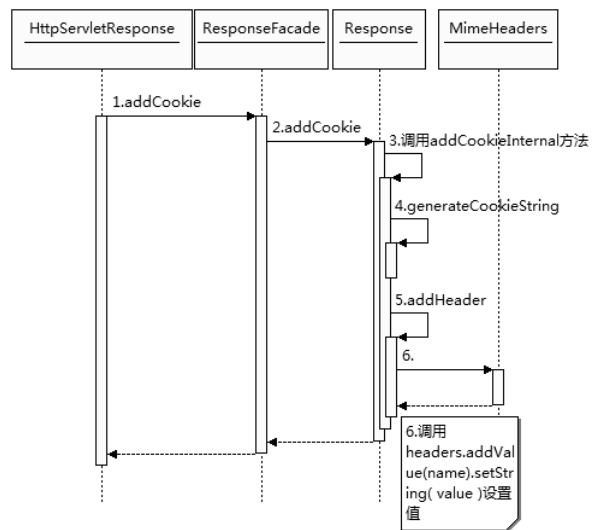 HttpServletResponse
ResponseFacade
Response
MimeHeaders
1.addCookie
2.addCookie
3.调用addCookieInternal方法
4.generateCookieString
5.addHeader
6.
6.调用
headers.addVal
ue(name).setStr
ing( value )设置
值